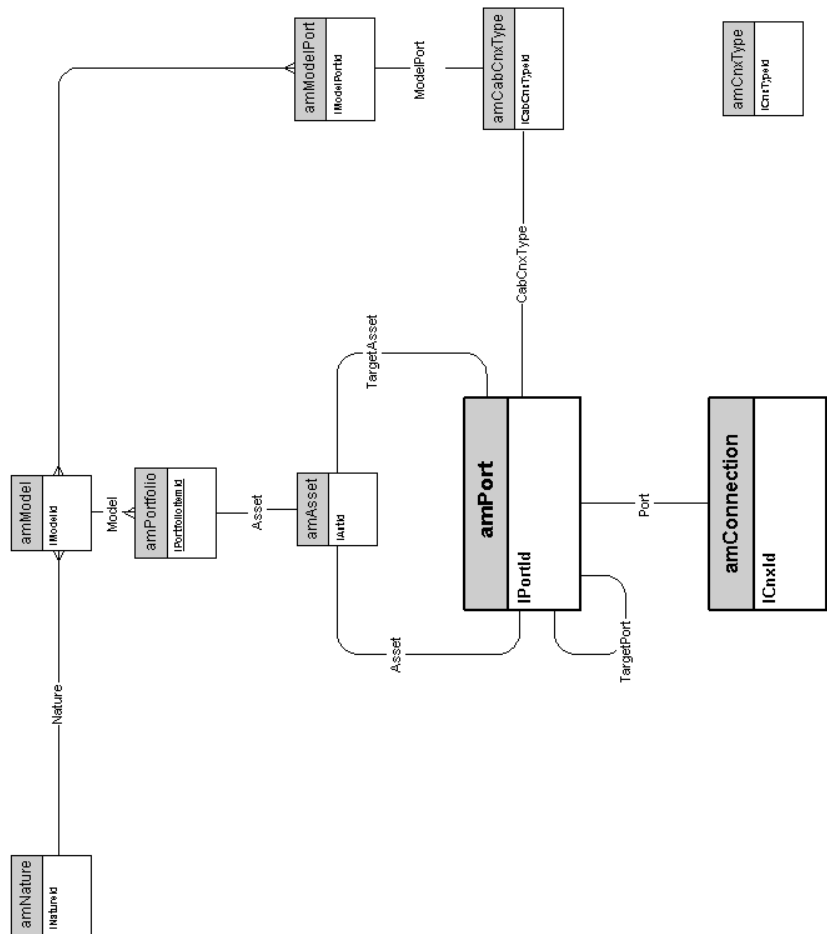 amNature
lNatureId
Nature
amModel
lModelId
Model
amPortfolio
lPortfolioItemId
Asset
amAsset
lAstId
Asset
TargetAsset
amModelPort
lModelPortId
ModelPort
amCabCnxType
lCabCnxTypeId
CabCnxType
amPort
lPortId
TargetPort
Port
amConnection
lCnxId
amCnxType
lCnxTypeId